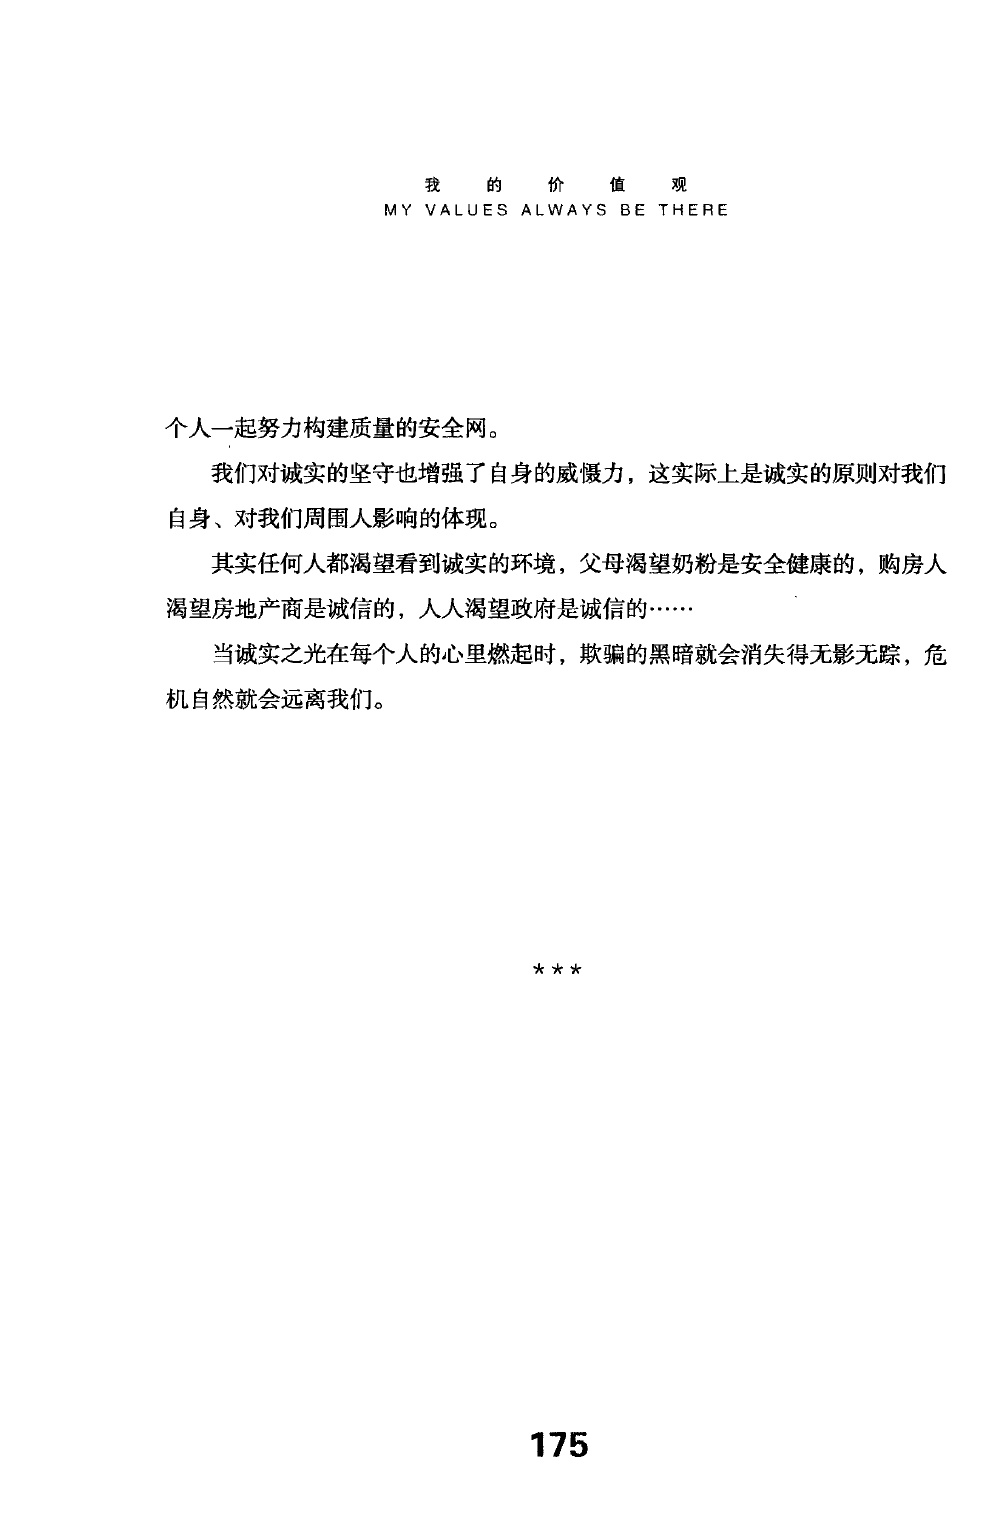 我的价值观
MY VALUES ALWAYS BE THERE
个人一起努力构建质量的安全网。
我们对诚实的坚守也增强了自身的威慑力，这实际上是诚实的原则对我们
自身、对我们周围人影响的体现。
其实任何人都渴望看到诚实的环境，父母渴望奶粉是安全健康的，购房人
渴望房地产商是诚信的，人人渴望政府是诚信的……
当诚实之光在每个人的心里燃起时，欺骗的黑暗就会消失得无影无踪，危
机自然就会远离我们。
***
175